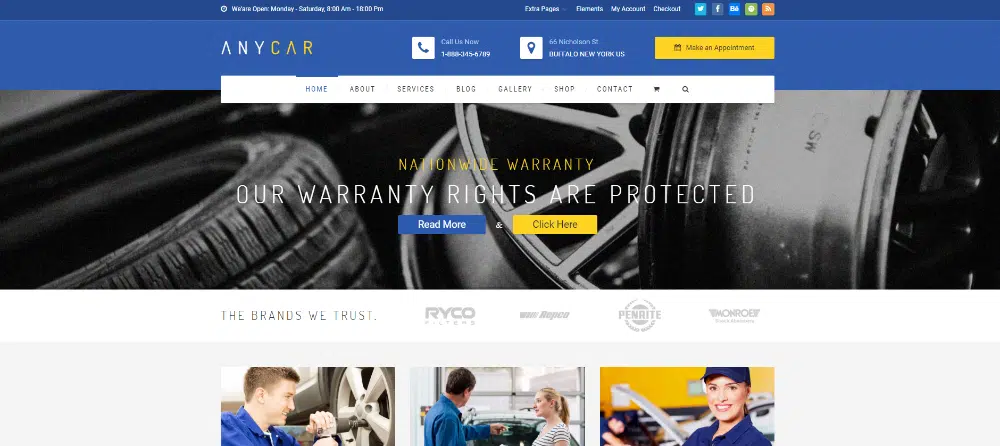 We'are Open: Monday - Saturday, 8:00 Am - 18:00 Pm
Extra Pages
Elements
My Account
Checkout
ANYCAR
Call Us Now
1-888-345-6789
66 Nicholson St
BUFFALO NEW YORK US
Make an Appointment
HOME
ABOUT
SERVICES
BLOG
GALLERY
SHOP
CONTACT
NATIONWIDE WARRANTY
OUR WARRANTY RIGHTS ARE PROTECTED
Read More
&
Click Here
THE BRANDS WE TRUST.
RYCO
FILTERS
Repco
PENRITE
MONROE